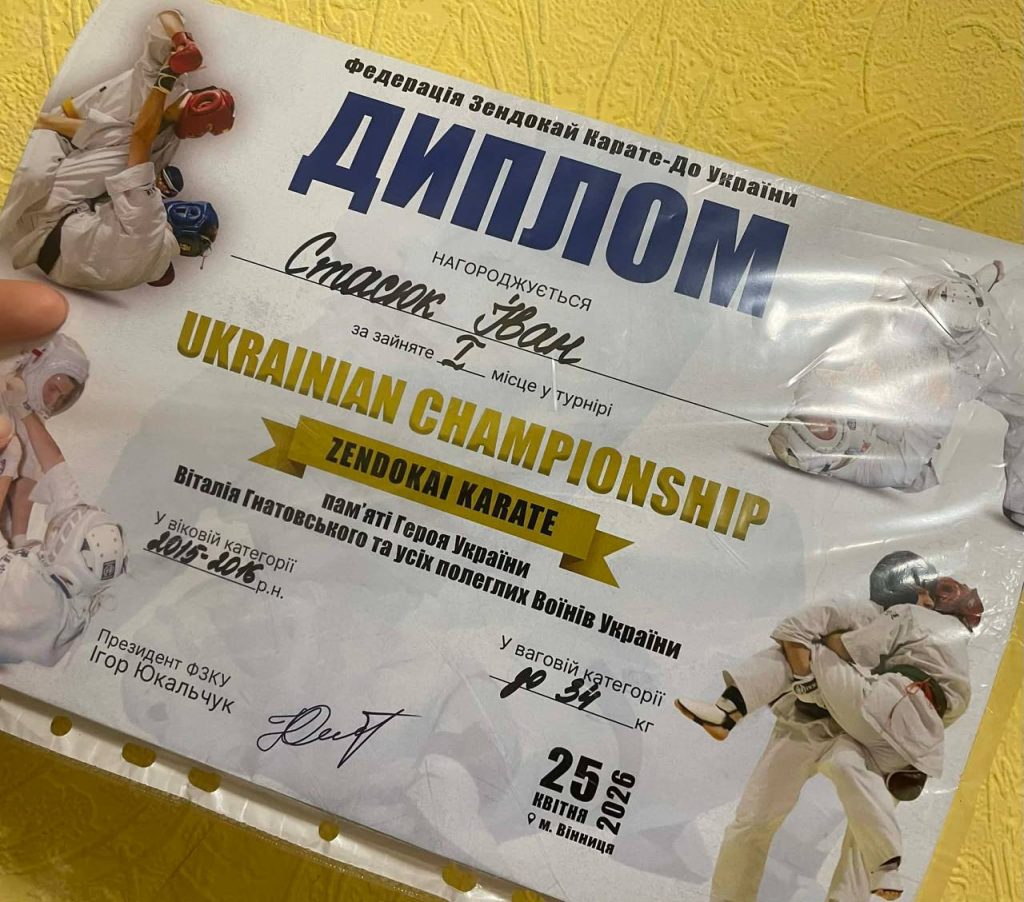 Федерація Зендокай Карате-До України
ДИПЛОМ
НАГОРОДЖУЄТЬСЯ
Стасюк Іван
за зайняте I місце у турнірі
UKRAINIAN CHAMPIONSHIP
ZENDOKAI KARATE
пам'яті Героя України
Віталія Гнатовського та усіх полеглих Воїнів України
У віковій категорії
2015-2016 р.н.
У ваговій категорії
до 34 кг
Президент ФЗКУ
Ігор Юкальчук
25
КВІТНЯ
2026
м. Вінниця